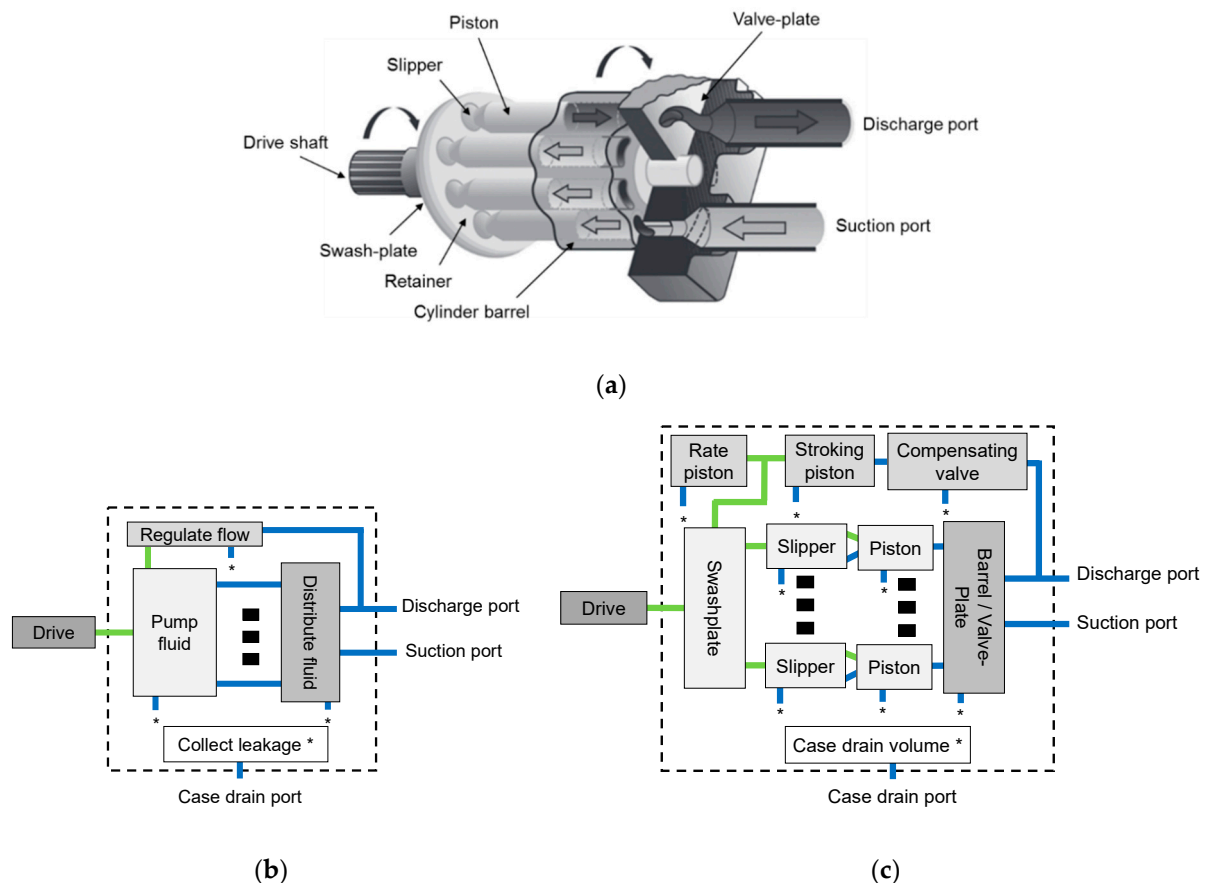 Piston
Valve-plate
Slipper
Discharge port
Drive shaft
Suction port
Swash-plate
Retainer
Cylinder barrel
(a)
Regulate flow
*
Pump
fluid
Distribute fluid
Drive
Discharge port
Suction port
*
*
Collect leakage *
Case drain port
(b)
Rate
piston
Stroking
piston
Compensating
valve
*
*
*
Swashplate
Slipper
Piston
*
*
Barrel / Valve-
Plate
Drive
Discharge port
Suction port
Slipper
Piston
*
*
*
Case drain volume *
Case drain port
(c)